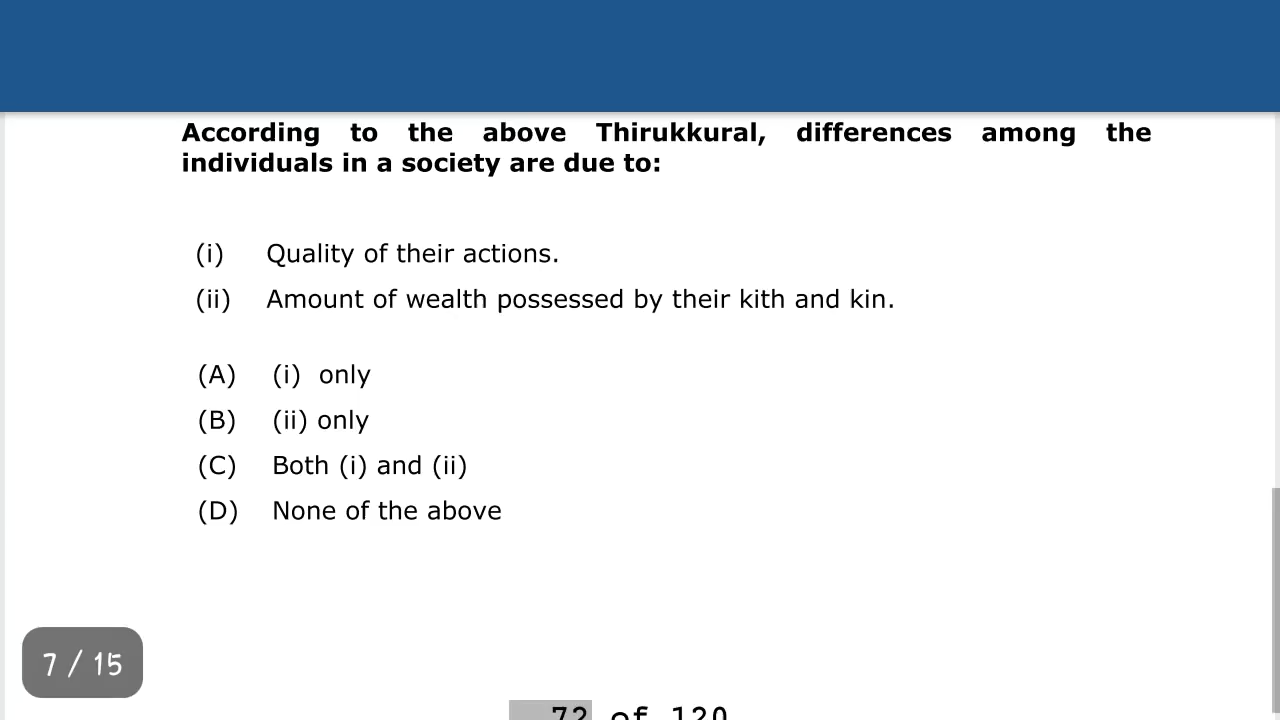 According to the above Thirukkural, differences among the
individuals in a society are due to:
(i) Quality of their actions.
(ii) Amount of wealth possessed by their kith and kin.
(A) (i) only
(B) (ii) only
(C) Both (i) and (ii)
(D) None of the above
7 / 15
72 of 120